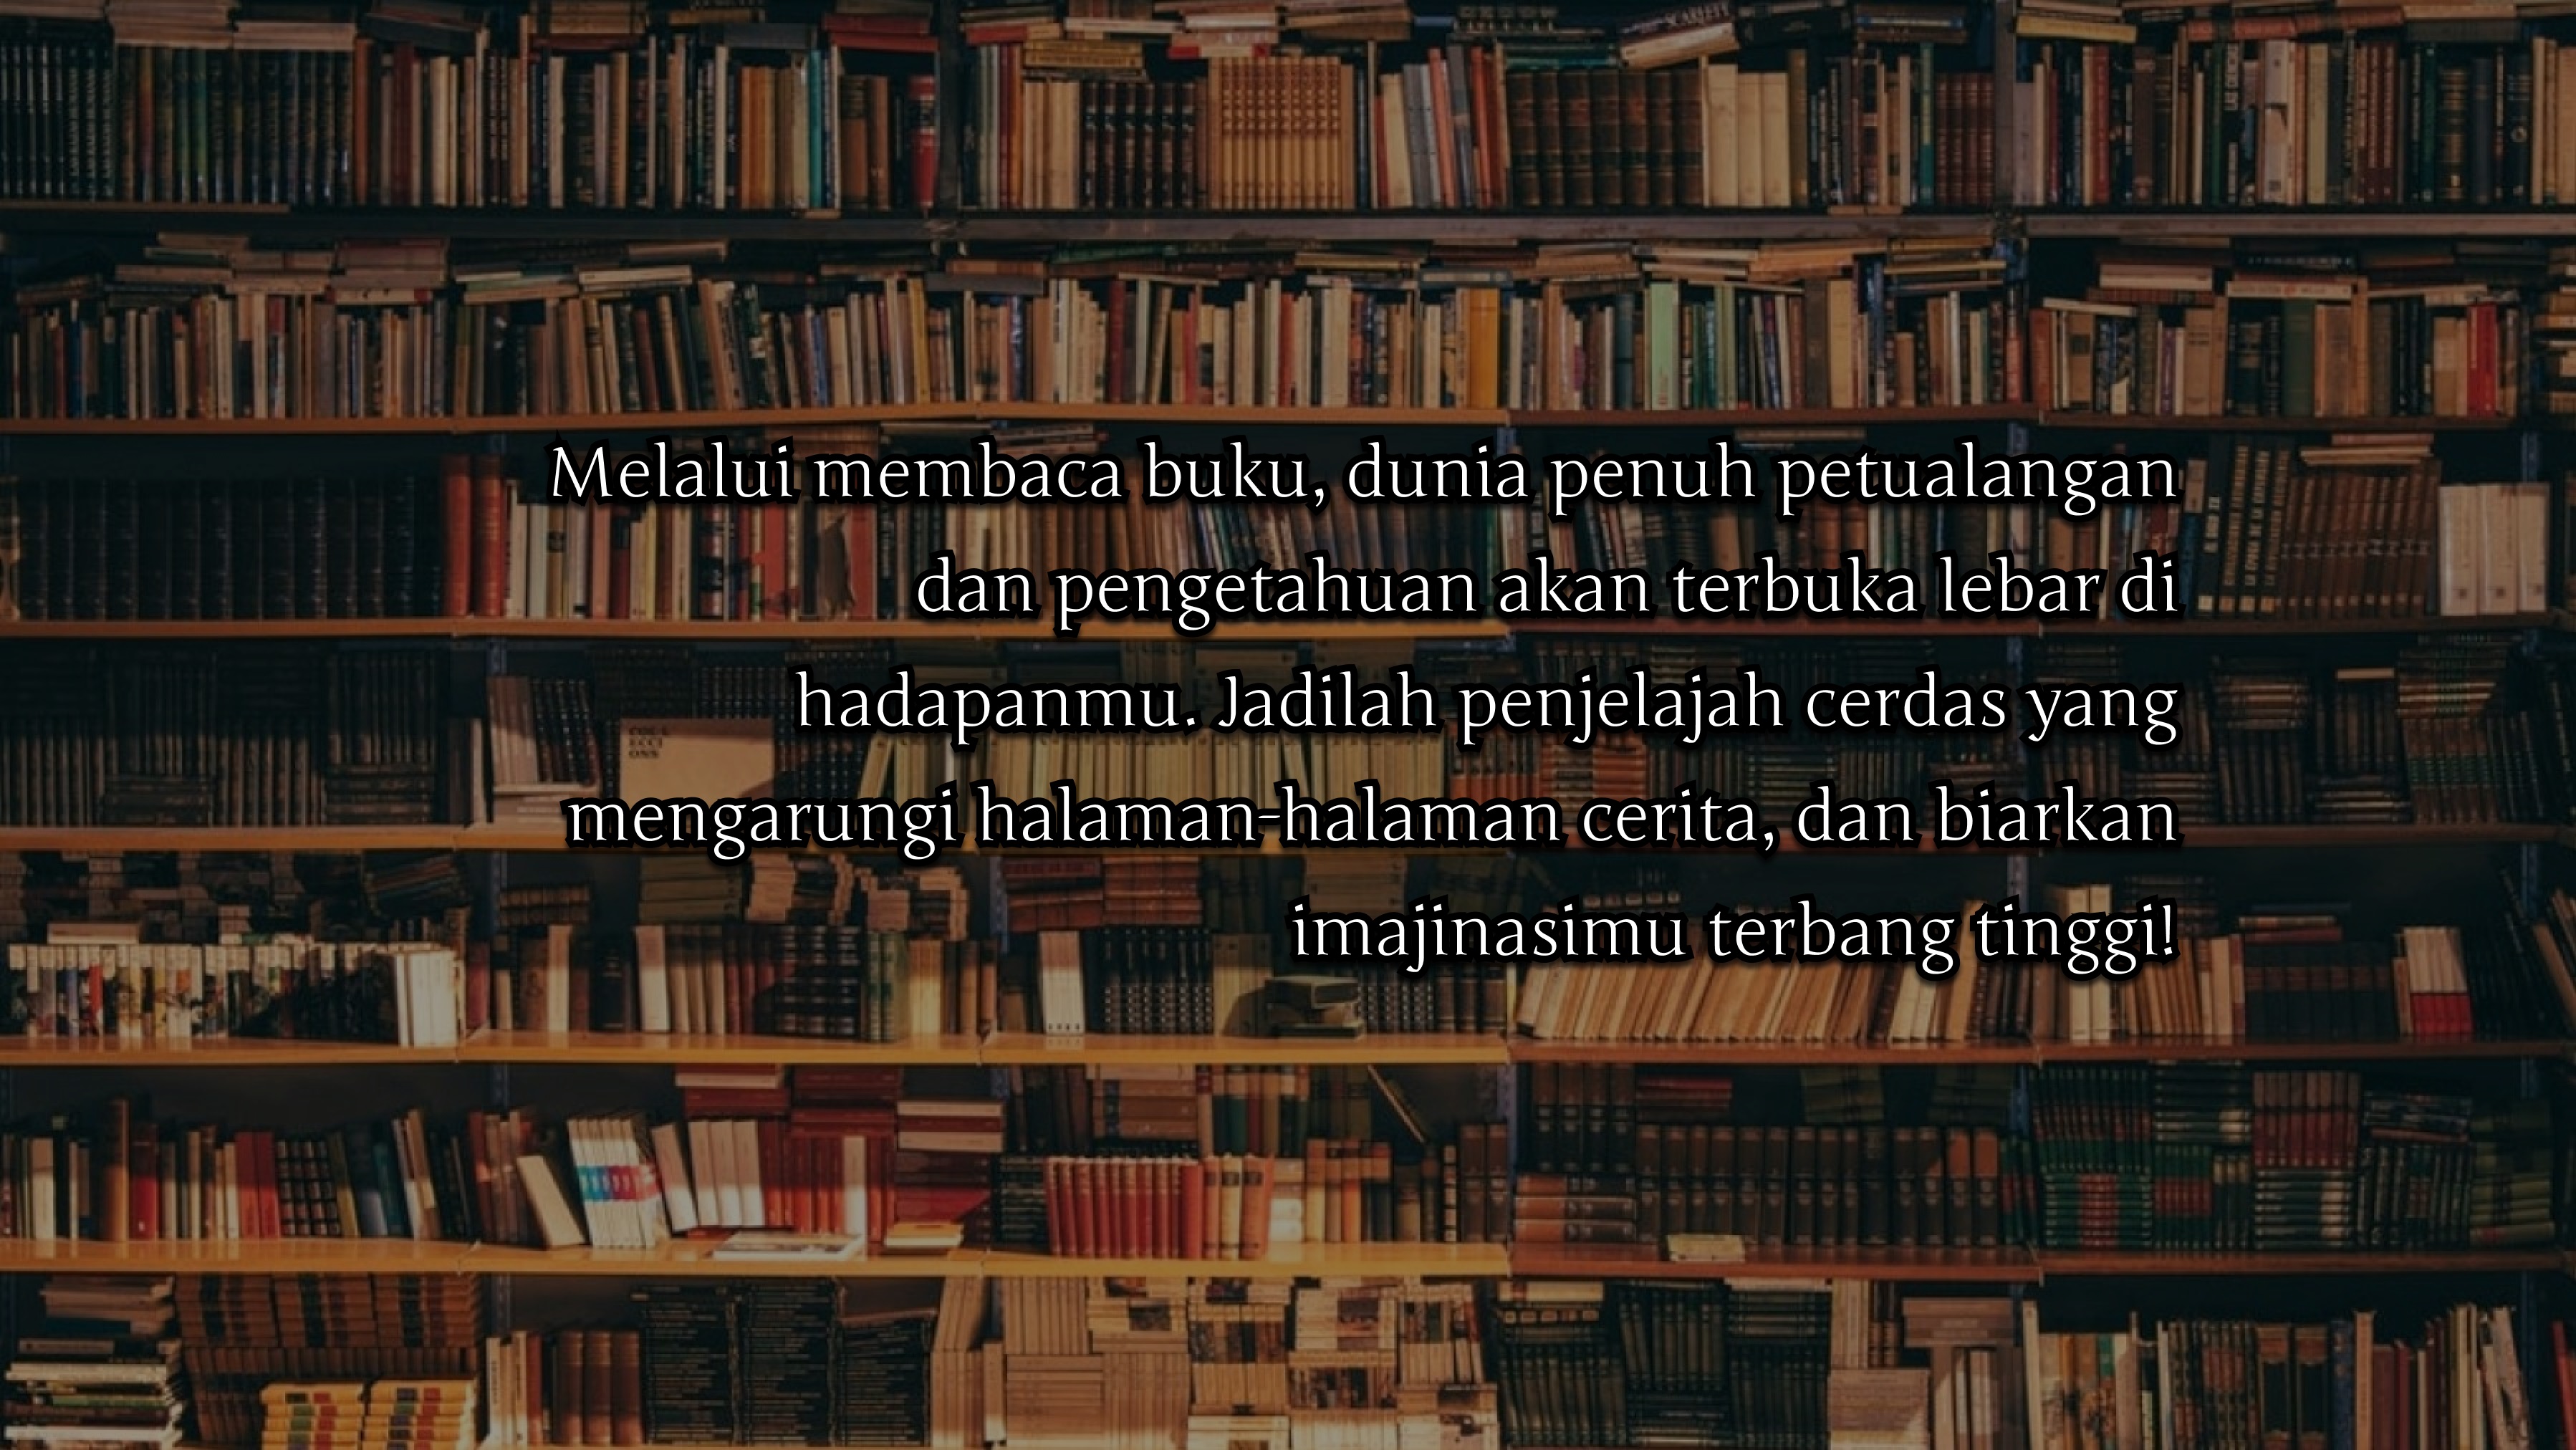 Melalui membaca buku, dunia penuh petualangan
dan pengetahuan akan terbuka lebar di
hadapanmu. Jadilah penjelajah cerdas yang
mengarungi halaman-halaman cerita, dan biarkan
imajinasimu terbang tinggi!